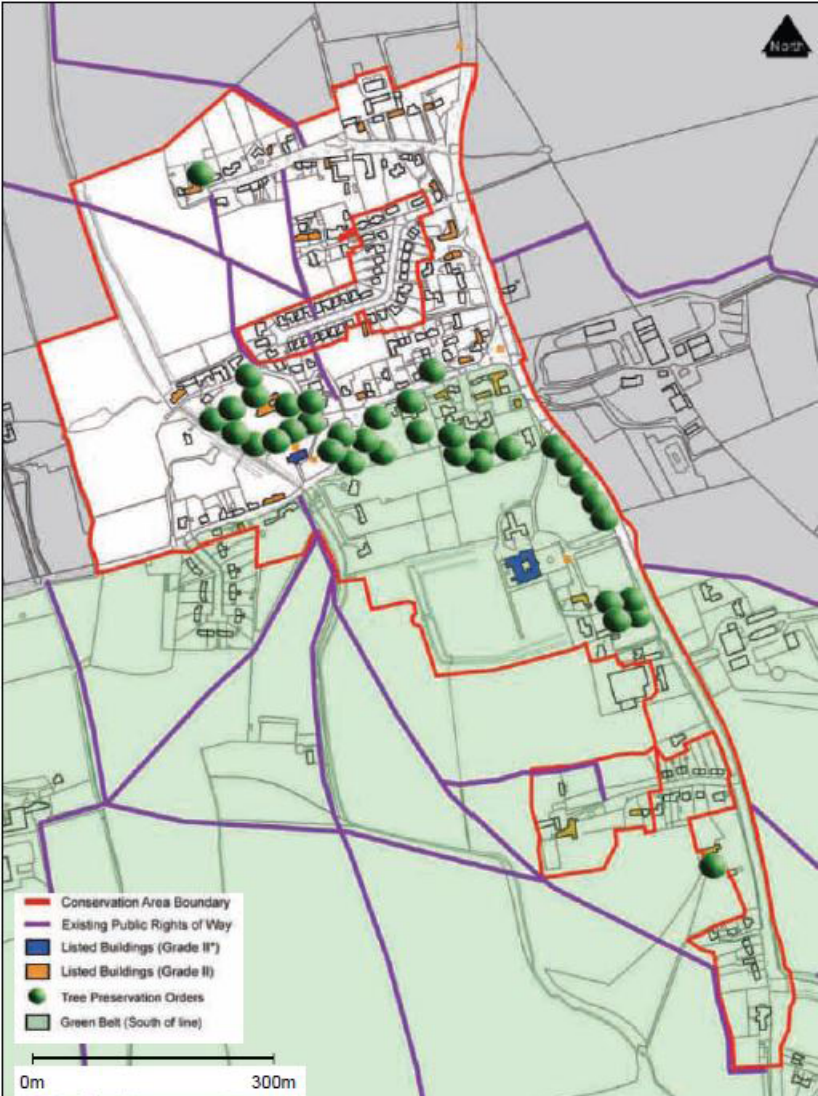 North
Conservation Area Boundary
Existing Public Rights of Way
Listed Buildings (Grade II*)
Listed Buildings (Grade II)
Tree Preservation Orders
Green Belt (South of line)
0m 300m